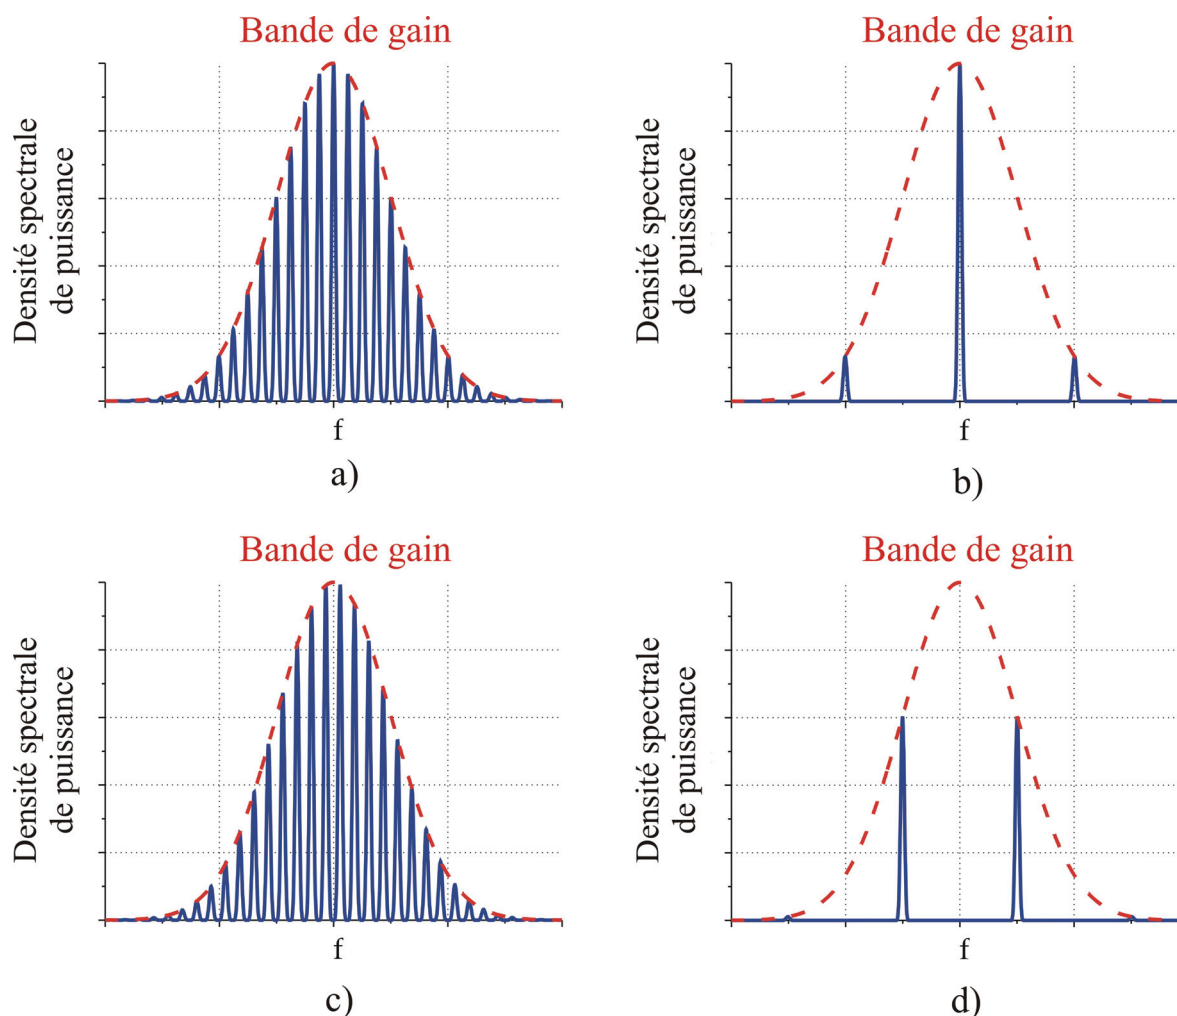 Bande de gain
Densité spectrale
de puissance
f
a)
Bande de gain
Densité spectrale
de puissance
f
b)
Bande de gain
Densité spectrale
de puissance
f
c)
Bande de gain
Densité spectrale
de puissance
f
d)